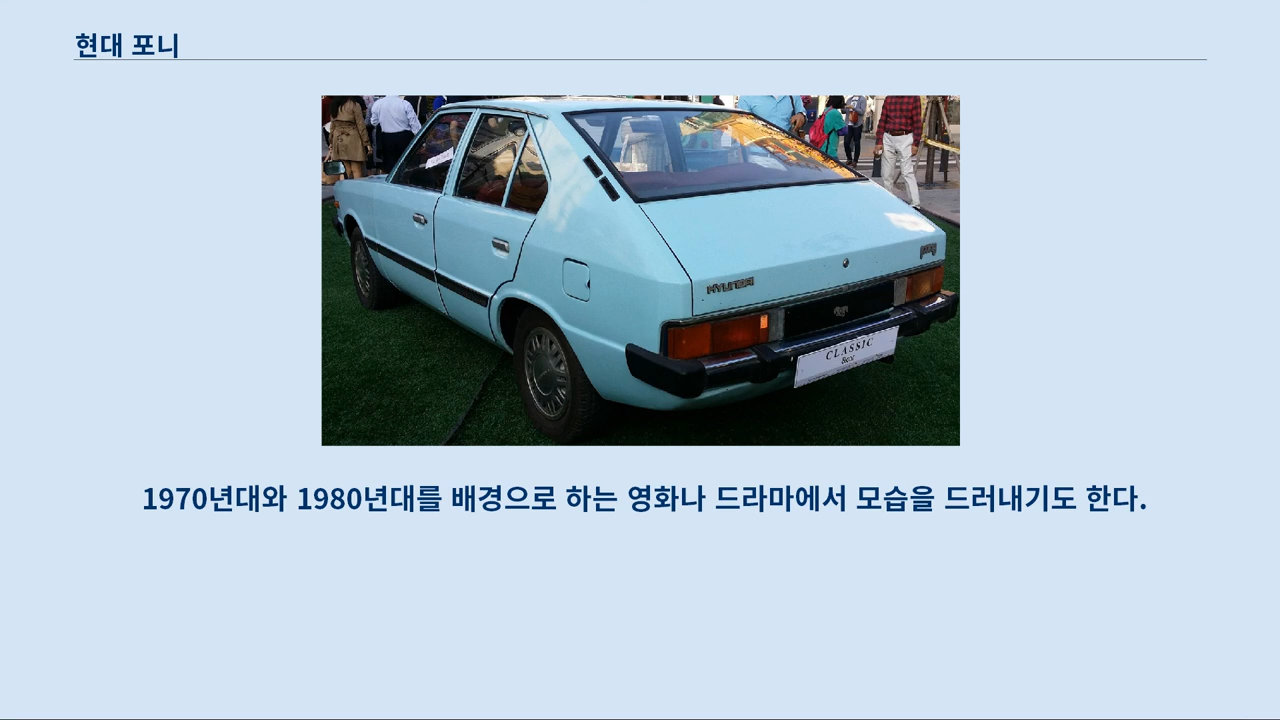 현대 포니
HYUNDAI
CLASSIC
1970년대와 1980년대를 배경으로 하는 영화나 드라마에서 모습을 드러내기도 한다.